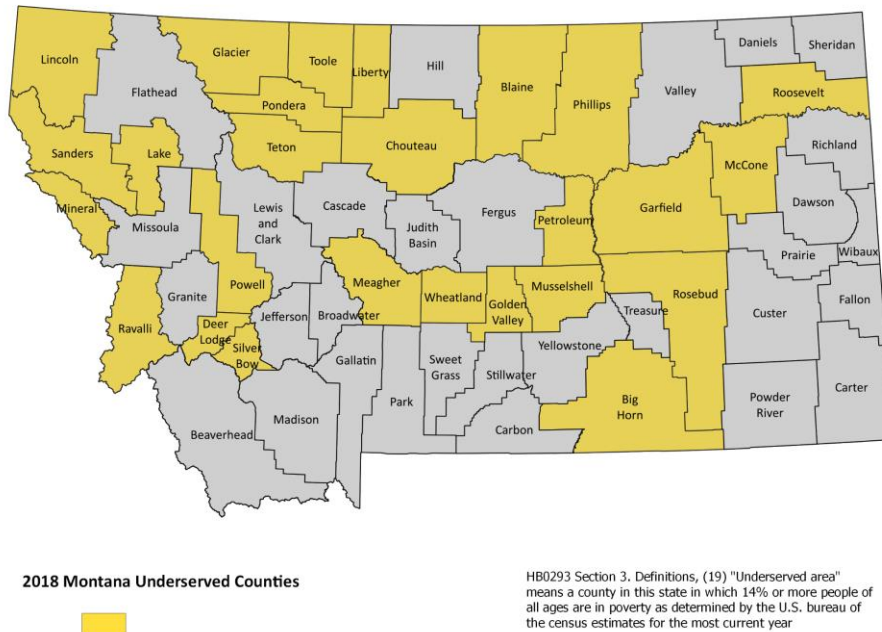 Lincoln
Glacier
Toole
Liberty
Hill
Blaine
Phillips
Valley
Daniels
Sheridan
Roosevelt
Flathead
Pondera
Sanders
Lake
Teton
Chouteau
McCone
Richland
Mineral
Missoula
Lewis
and
Clark
Cascade
Judith
Basin
Fergus
Petroleum
Garfield
Dawson
Prairie
Wibaux
Powell
Granite
Ravalli
Deer
Lodge
Silver
Bow
Jefferson
Broadwater
Meagher
Wheatland
Golden
Valley
Musselshell
Treasure
Rosebud
Custer
Fallon
Gallatin
Park
Sweet
Grass
Stillwater
Yellowstone
Big
Horn
Powder
River
Carter
Beaverhead
Madison
Carbon
2018 Montana Underserved Counties
HB0293 Section 3. Definitions, (19) "Underserved area"
means a county in this state in which 14% or more people of
all ages are in poverty as determined by the U.S. bureau of
the census estimates for the most current year